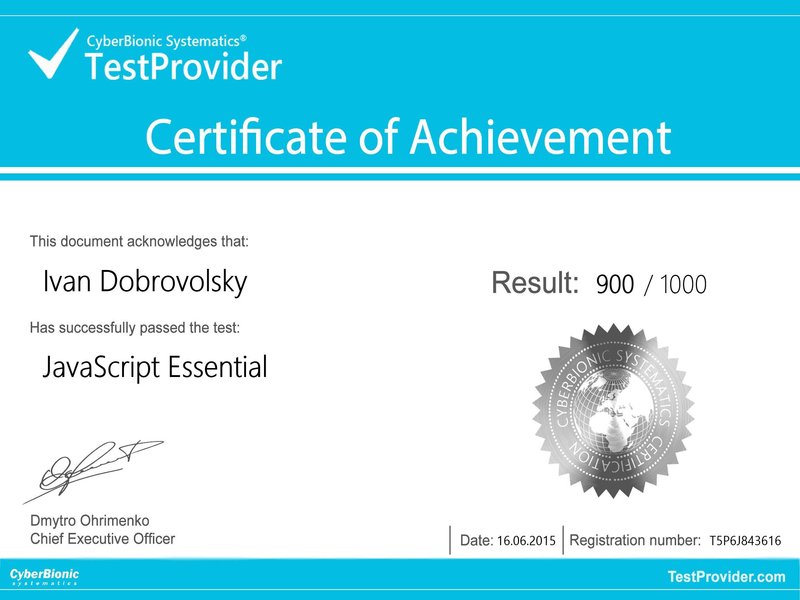 CyberBionic Systematics®
TestProvider
Certificate of Achievement
This document acknowledges that:
Ivan Dobrovolsky
Result: 900 / 1000
Has successfully passed the test:
JavaScript Essential
CYBERBIONIC SYSTEMATICS CERTIFICATION
Dmytro Ohrimenko
Chief Executive Officer
Date: 16.06.2015 Registration number: T5P6J843616
CyberBionic
systematics
TestProvider.com